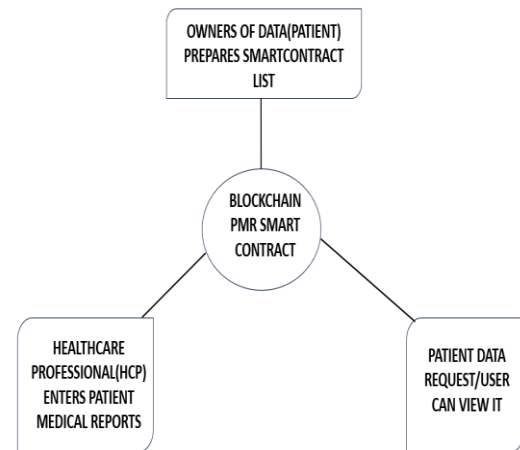 OWNERS OF DATA(PATIENT)
PREPARES SMARTCONTRACT
LIST
BLOCKCHAIN
PMR SMART
CONTRACT
HEALTHCARE
PROFESSIONAL(HCP)
ENTERS PATIENT
MEDICAL REPORTS
PATIENT DATA
REQUEST/USER
CAN VIEW IT